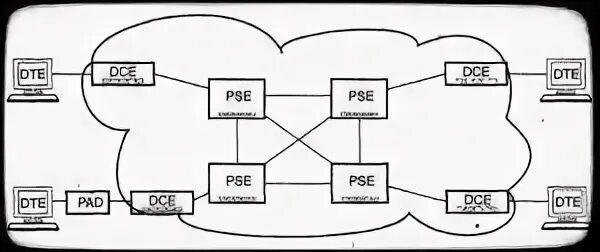 DTE DCE PSE PSE DCE DTE
DTE PAD DCE PSE PSE DCE DTE